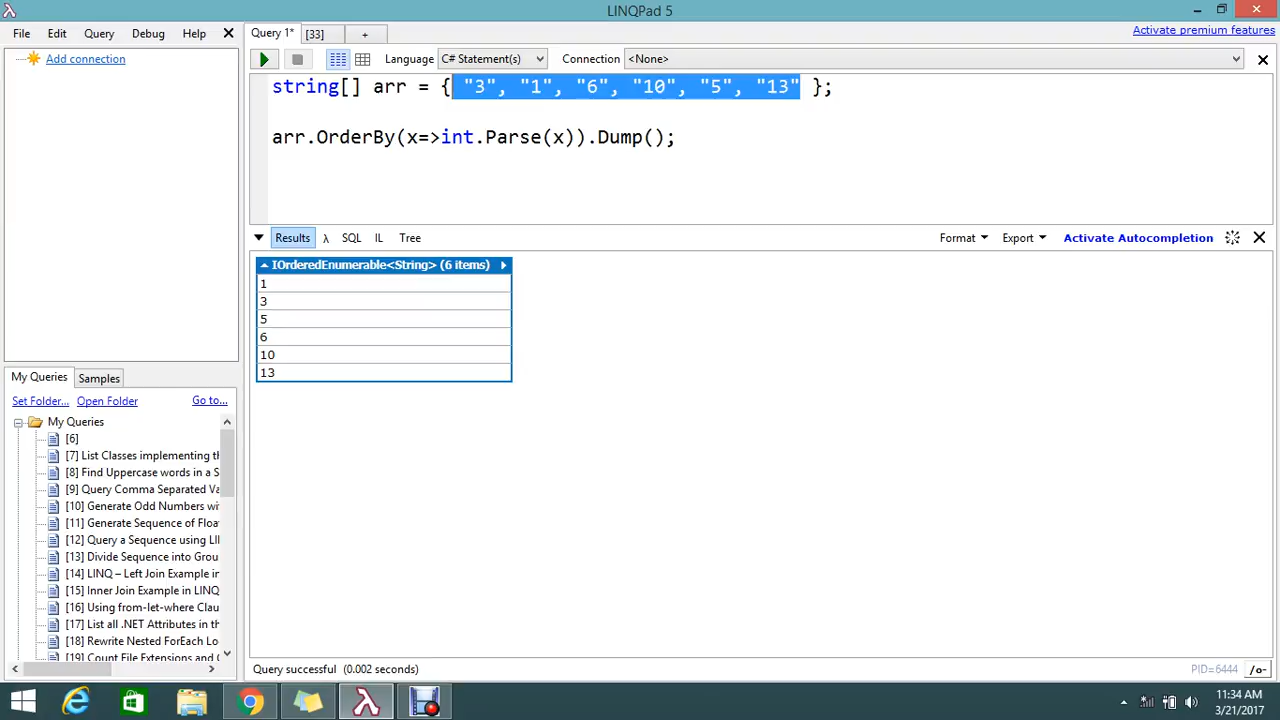 LINQPad 5
File Edit Query Debug Help
Query 1* [33] +
Activate premium features
Add connection
Language C# Statement(s) Connection <None>
string[] arr = { "3", "1", "6", "10", "5", "13" };
arr.OrderBy(x=>int.Parse(x)).Dump();
Results λ SQL IL Tree
Format Export Activate Autocompletion
IOrderedEnumerable<String> (6 items)
1
3
5
6
10
13
My Queries Samples
Set Folder... Open Folder Go to...
My Queries
[6]
[7] List Classes implementing th
[8] Find Uppercase words in a S
[9] Query Comma Separated Va
[10] Generate Odd Numbers wi
[11] Generate Sequence of Float
[12] Query a Sequence using LI
[13] Divide Sequence into Grou
[14] LINQ – Left Join Example in
[15] Inner Join Example in LINQ
[16] Using from-let-where Clau
[17] List all .NET Attributes in th
[18] Rewrite Nested ForEach Lo
[19] Count File Extensions and G
Query successful (0.002 seconds)
PID=6444 /o-
11:34 AM
3/21/2017